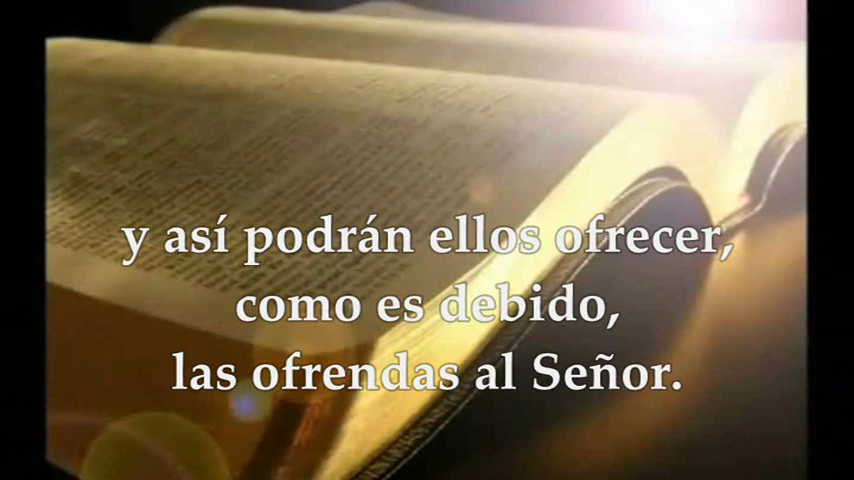 y así podrán ellos ofrecer,
como es debido,
las ofrendas al Señor.